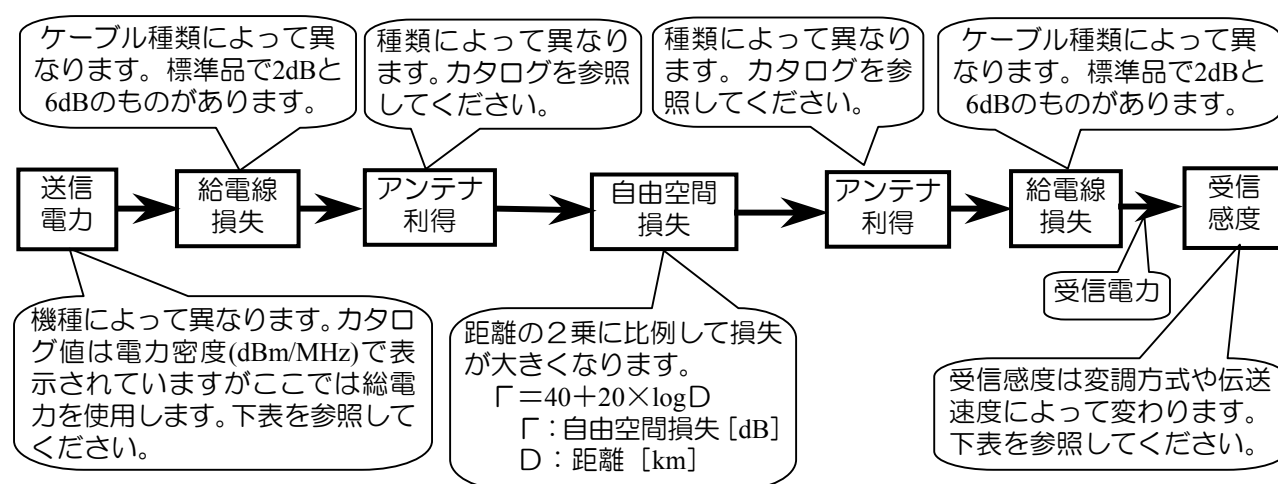 ケーブル種類によって異
なります。標準品で2dBと
6dBのものがあります。
種類によって異なり
ます。カタログを参照
してください。
種類によって異なり
ます。カタログを参
照してください。
ケーブル種類によって異
なります。標準品で2dBと
6dBのものがあります。
送信
電力
給電線
損失
アンテナ
利得
自由空間
損失
アンテナ
利得
給電線
損失
受信
感度
受信電力
機種によって異なります。カタロ
グ値は電力密度(dBm/MHz)で表
示されていますがここでは総電
力を使用します。下表を参照して
ください。
距離の2乗に比例して損失
が大きくなります。
Γ=40+20×logD
Γ:自由空間損失[dB]
D:距離 [km]
受信感度は変調方式や伝送
速度によって変わります。
下表を参照してください。